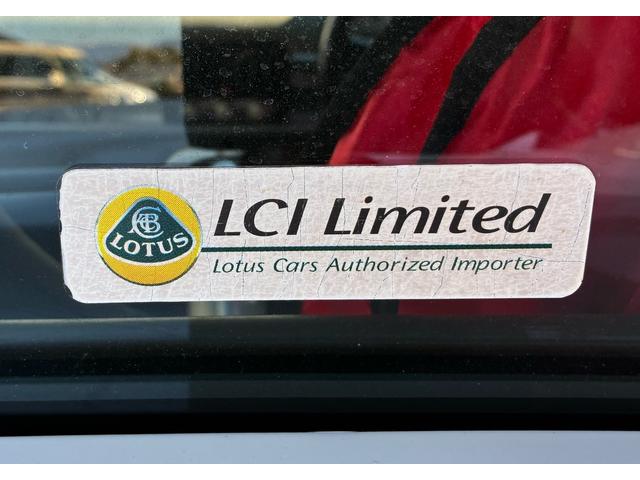 LOTUS
LCI Limited
Lotus Cars Authorized Importer